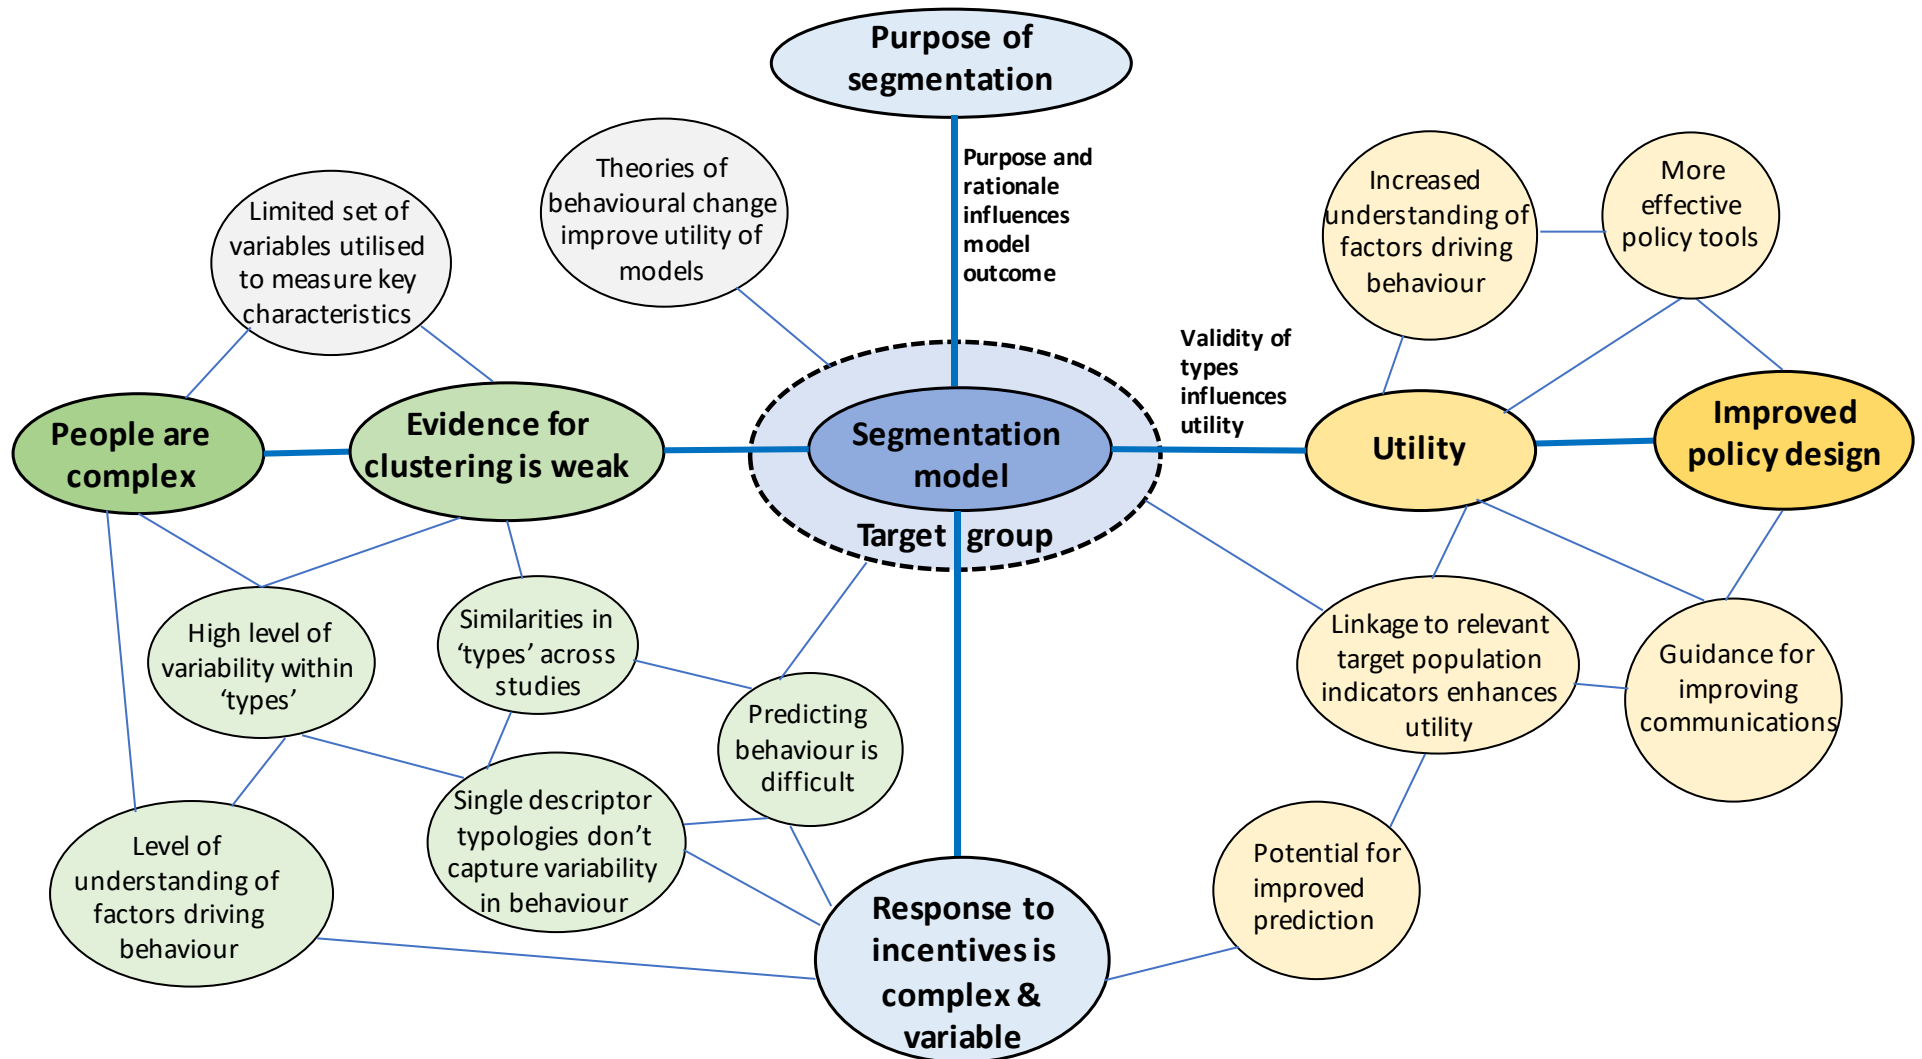 Purpose of
segmentation
Purpose and
rationale
influences
model
outcome
Theories of
behavioural change
improve utility of
models
Limited set of
variables utilised
to measure key
characteristics
Increased
understanding of
factors driving
behaviour
More
effective
policy tools
Validity of
types
influences
utility
People are
complex
Evidence for
clustering is weak
Segmentation
model
Target group
Utility
Improved
policy design
High level of
variability within
‘types’
Similarities in
‘types’ across
studies
Predicting
behaviour is
difficult
Linkage to relevant
target population
indicators enhances
utility
Guidance for
improving
communications
Level of
understanding of
factors driving
behaviour
Single descriptor
typologies don’t
capture variability
in behaviour
Response to
incentives is
complex &
variable
Potential for
improved
prediction